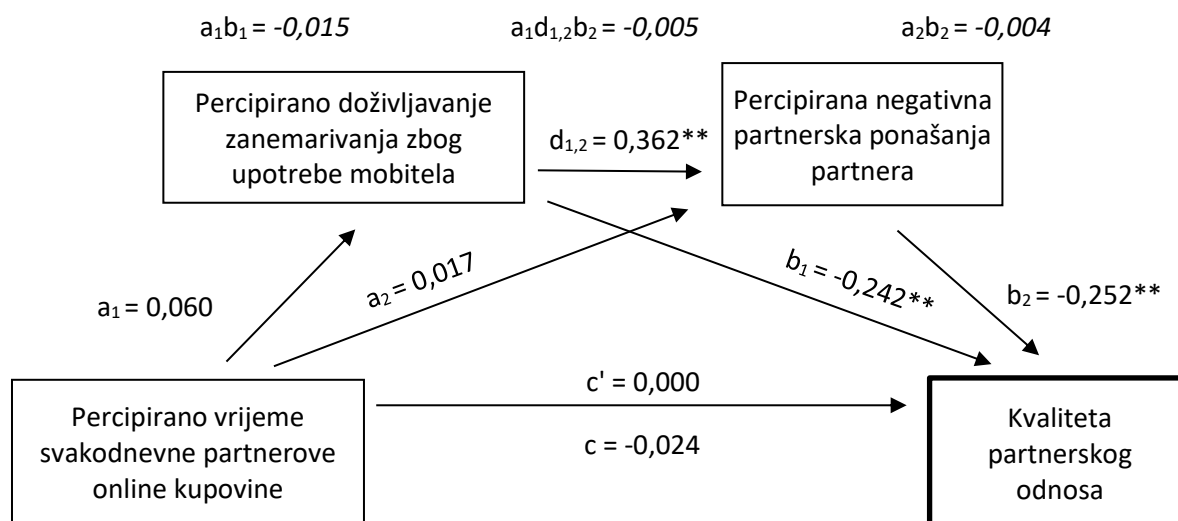 a₁b₁ = -0,015
a₁d₁,₂b₂ = -0,005
a₂b₂ = -0,004
Percipirano doživljavanje
zanemarivanja zbog
upotrebe mobitela
d₁,₂ = 0,362**
Percipirana negativna
partnerska ponašanja
partnera
a₁ = 0,060
a₂ = 0,017
b₁ = -0,242**
b₂ = -0,252**
Percipirano vrijeme
svakodnevne partnerove
online kupovine
c' = 0,000
c = -0,024
Kvaliteta
partnerskog
odnosa